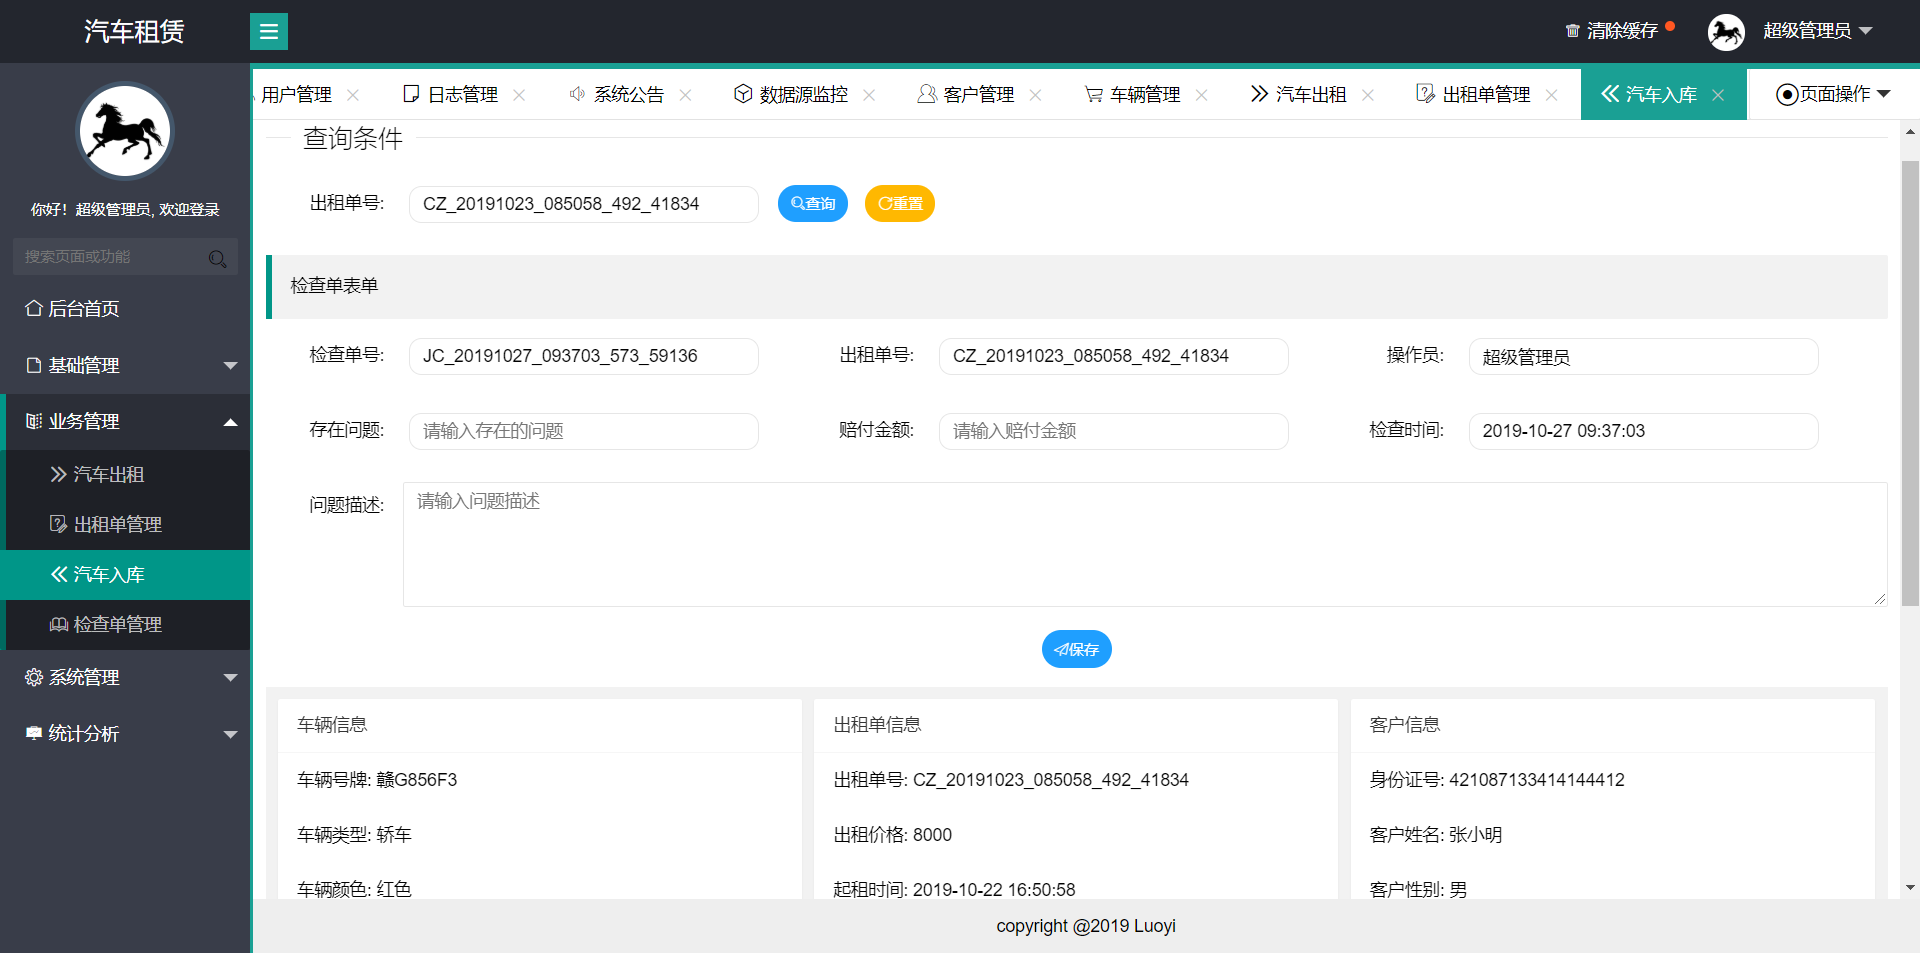 汽车租赁
清除缓存
超级管理员
用户管理
日志管理
系统公告
数据源监控
客户管理
车辆管理
汽车出租
出租单管理
汽车入库
页面操作
你好！超级管理员, 欢迎登录
搜索页面或功能
后台首页
基础管理
业务管理
汽车出租
出租单管理
汽车入库
检查单管理
系统管理
统计分析
查询条件
出租单号: CZ_20191023_085058_492_41834 查询 重置
检查单表单
检查单号: JC_20191027_093703_573_59136 出租单号: CZ_20191023_085058_492_41834 操作员: 超级管理员
存在问题: 请输入存在的问题 赔付金额: 请输入赔付金额 检查时间: 2019-10-27 09:37:03
问题描述: 请输入问题描述
保存
车辆信息
车辆号牌: 赣G856F3
车辆类型: 轿车
车辆颜色: 红色
出租单信息
出租单号: CZ_20191023_085058_492_41834
出租价格: 8000
起租时间: 2019-10-22 16:50:58
客户信息
身份证号: 421087133414144412
客户姓名: 张小明
客户性别: 男
copyright @2019 Luoyi